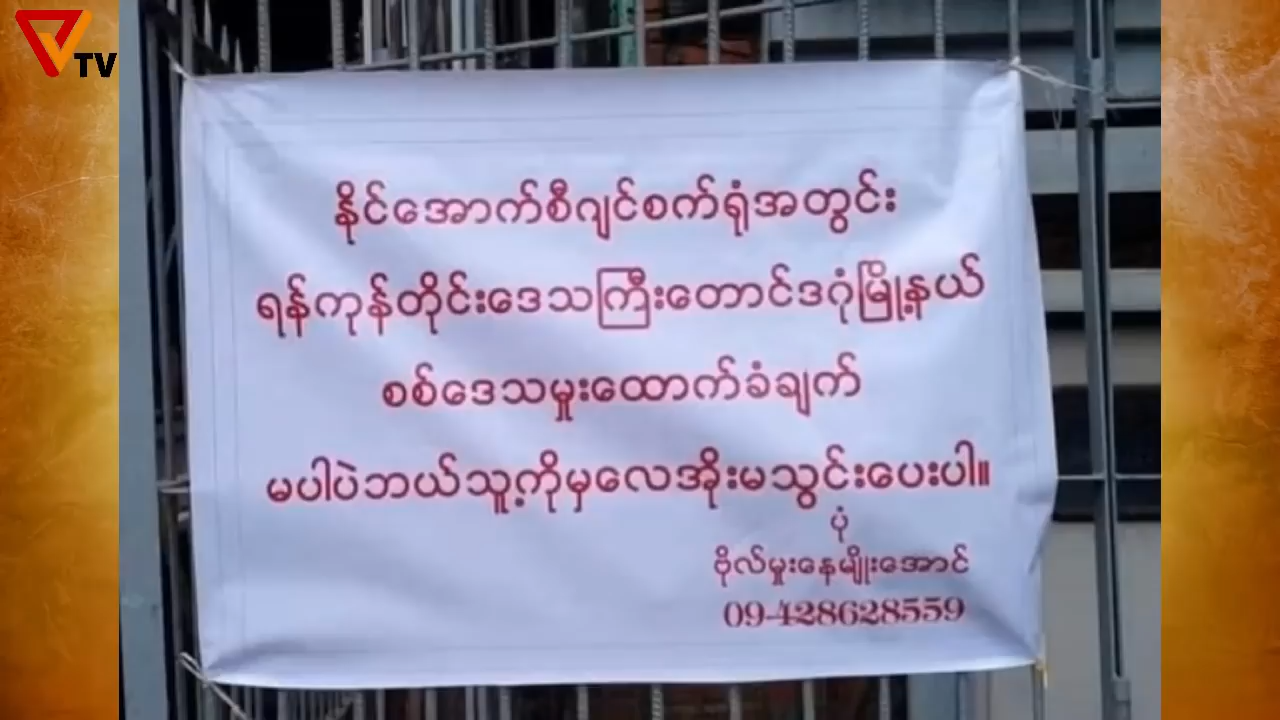 TV
နိုင်အောက်စီဂျင်စက်ရုံအတွင်း
ရန်ကုန်တိုင်းဒေသကြီးတောင်ဒဂုံမြို့နယ်
စစ်ဒေသမှူးထောက်ခံချက်
မပါပဲဘယ်သူ့ကိုမှလေအိုးမသွင်းပေးပါ။
ပုံ
ဗိုလ်မှူးနေမျိုးအောင်
09-428628559